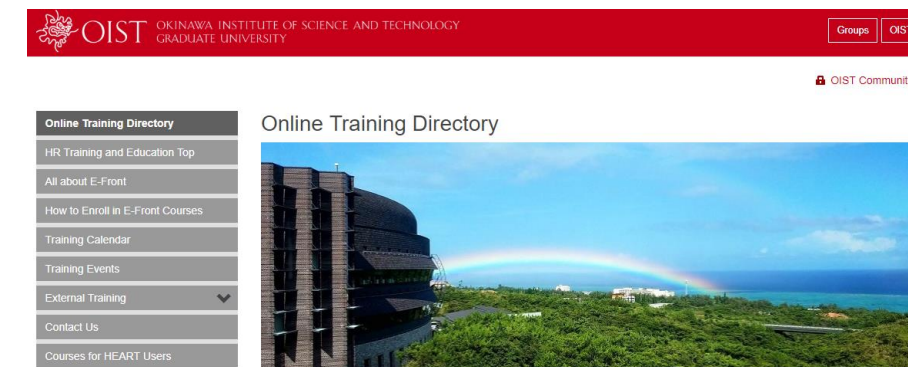 OIST OKINAWA INSTITUTE OF SCIENCE AND TECHNOLOGY
GRADUATE UNIVERSITY
Groups
OIST
OIST Communit
Online Training Directory
HR Training and Education Top
All about E-Front
How to Enroll in E-Front Courses
Training Calendar
Training Events
External Training
Contact Us
Courses for HEART Users
Online Training Directory